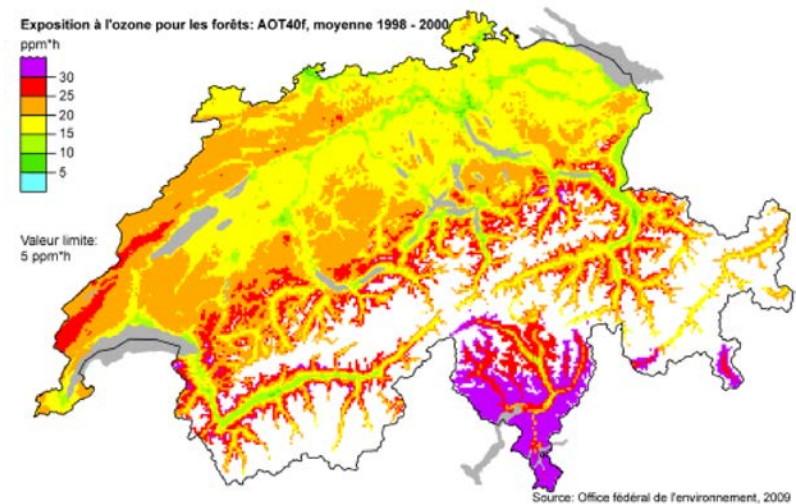 Exposition à l'ozone pour les forêts: AOT40f, moyenne 1998 - 2000
ppm*h
30
25
20
15
10
5
Valeur limite:
5 ppm*h
Source: Office fédéral de l'environnement, 2009